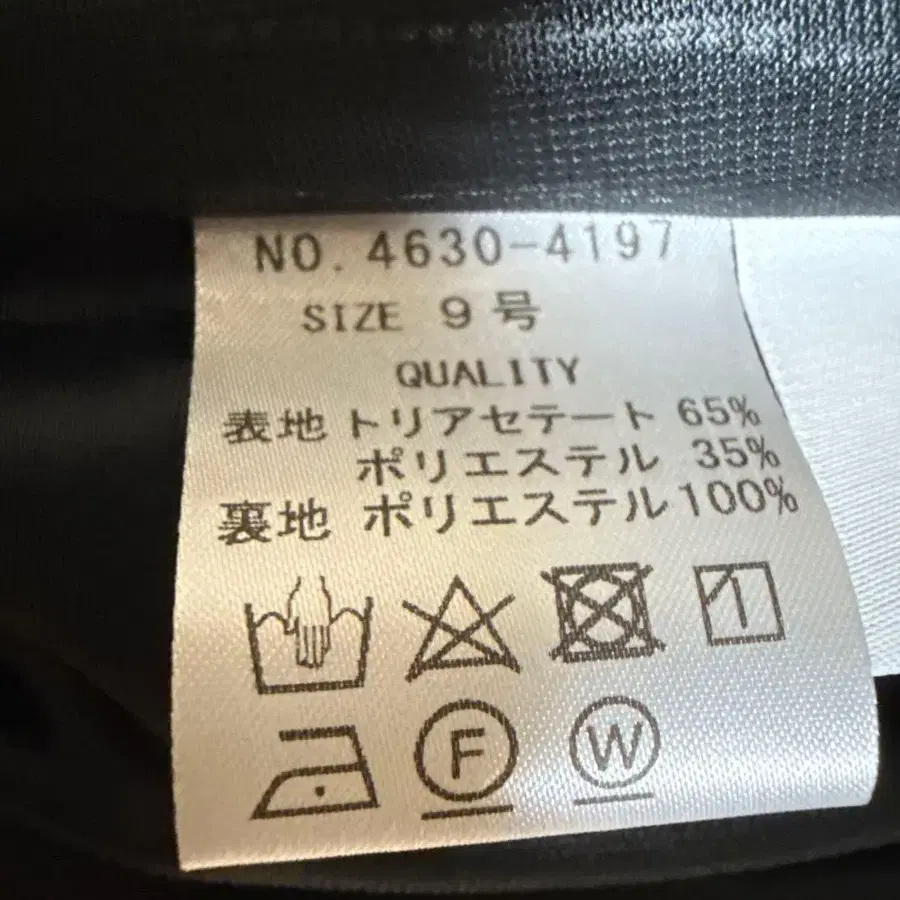 NO. 4630-4197
SIZE 9号
QUALITY
表地 トリアセテート 65%
ポリエステル 35%
裏地 ポリエステル 100%
F W